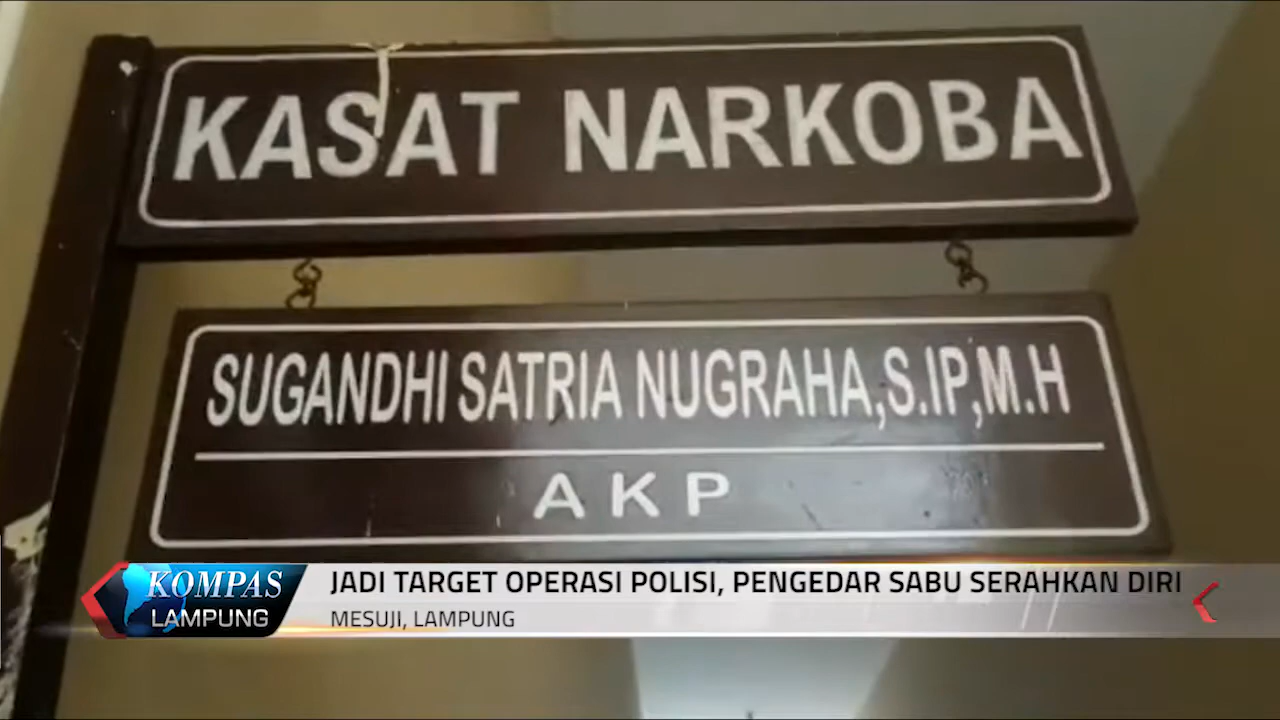 KASAT NARKOBA
SUGANDHI SATRIA NUGRAHA,S.IP,M.H
AKP
KOMPAS
LAMPUNG
JADI TARGET OPERASI POLISI, PENGEDAR SABU SERAHKAN DIRI
MESUJI, LAMPUNG